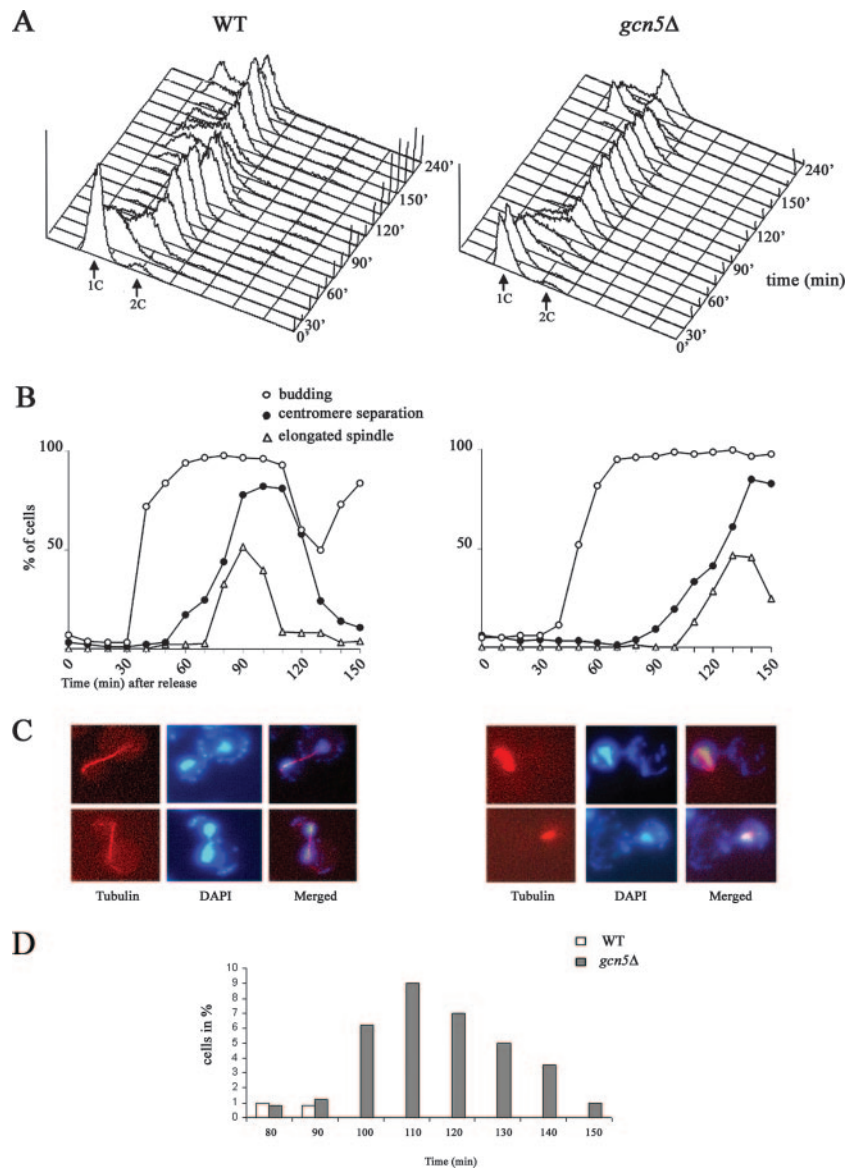 A
WT
gcn5Δ
240'
150'
120'
90'
60'
30'
0'
1C
2C
240'
150'
120'
90'
60'
30'
0'
time (min)
1C
2C
B
budding
centromere separation
elongated spindle
% of cells
100
50
0
30
60
90
120
150
Time (min) after release
100
50
0
30
60
90
120
150
C
Tubulin
DAPI
Merged
Tubulin
DAPI
Merged
D
WT
gcn5Δ
cells in %
10
9
8
7
6
5
4
3
2
1
0
80
90
100
110
120
130
140
150
Time (min)